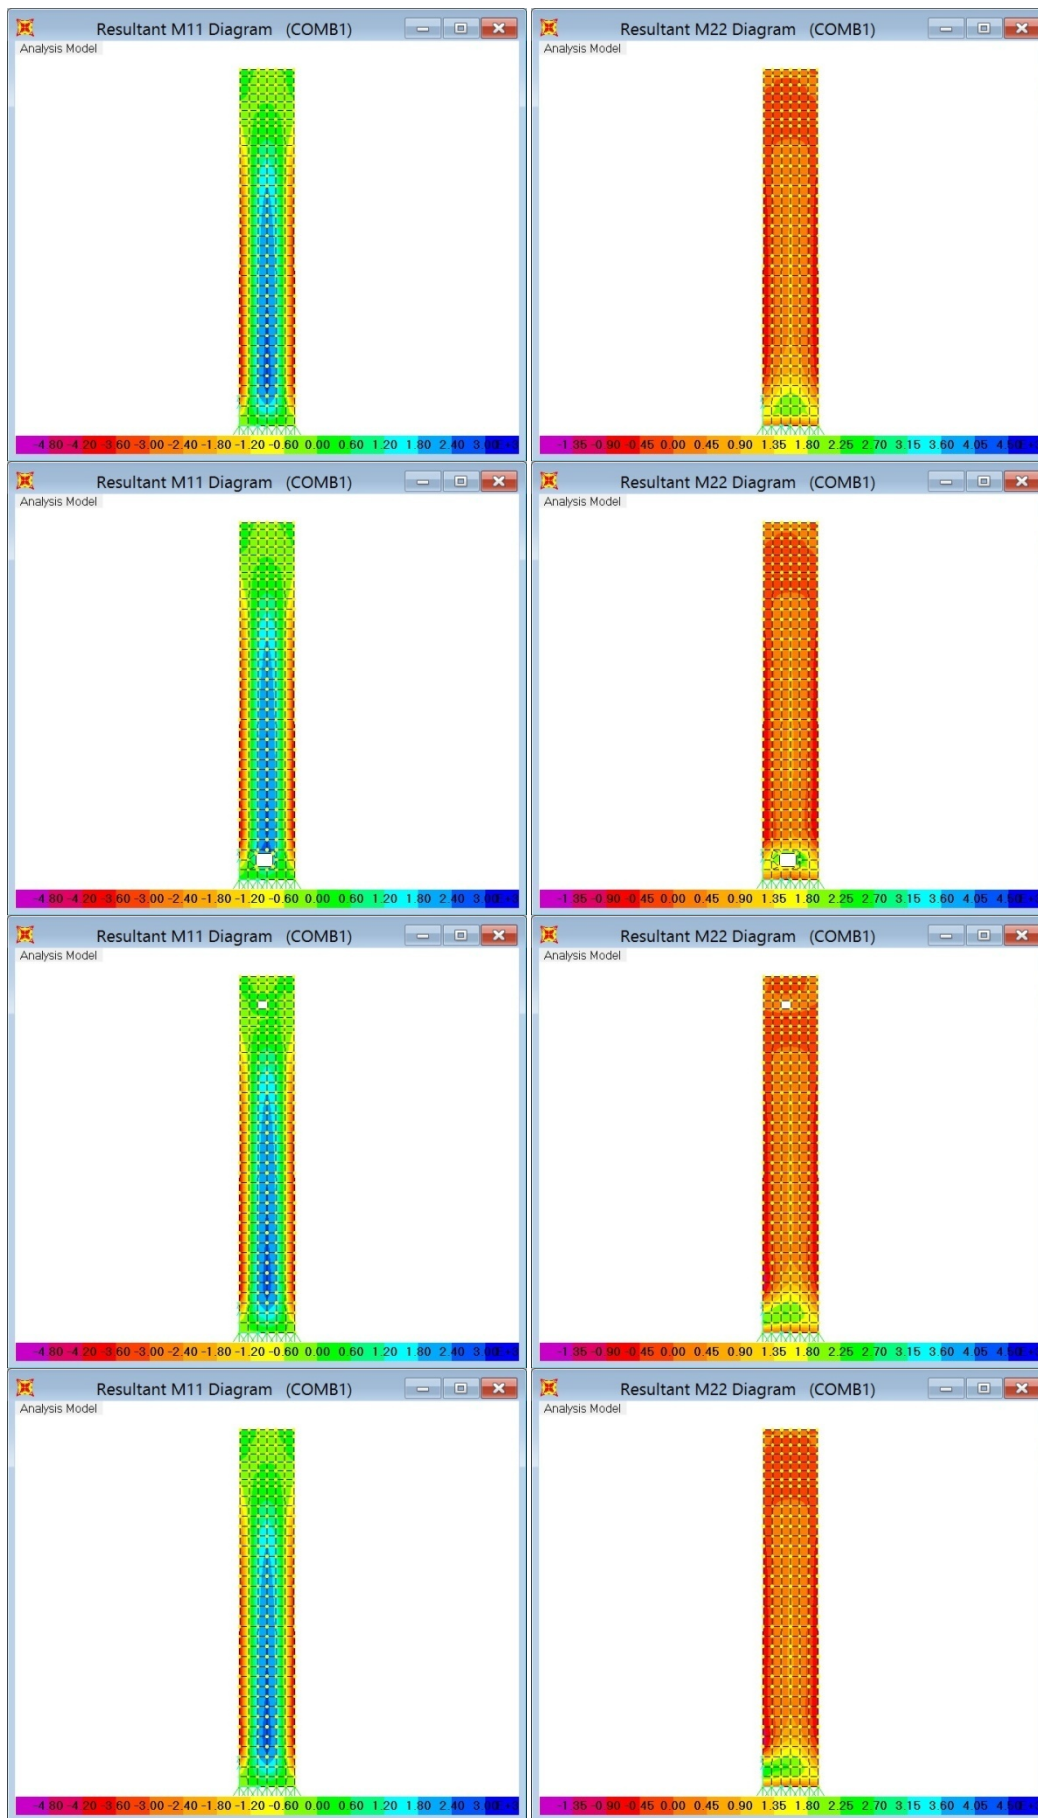 Resultant M11 Diagram (COMB1)
Analysis Model
-4.80 -4.20 -3.60 -3.00 -2.40 -1.80 -1.20 -0.60 0.00 0.60 1.20 1.80 2.40 3.00
Resultant M22 Diagram (COMB1)
Analysis Model
-1.35 -0.90 -0.45 0.00 0.45 0.90 1.35 1.80 2.25 2.70 3.15 3.60 4.05 4.50
Resultant M11 Diagram (COMB1)
Analysis Model
-4.80 -4.20 -3.60 -3.00 -2.40 -1.80 -1.20 -0.60 0.00 0.60 1.20 1.80 2.40 3.00
Resultant M22 Diagram (COMB1)
Analysis Model
-1.35 -0.90 -0.45 0.00 0.45 0.90 1.35 1.80 2.25 2.70 3.15 3.60 4.05 4.50
Resultant M11 Diagram (COMB1)
Analysis Model
-4.80 -4.20 -3.60 -3.00 -2.40 -1.80 -1.20 -0.60 0.00 0.60 1.20 1.80 2.40 3.00
Resultant M22 Diagram (COMB1)
Analysis Model
-1.35 -0.90 -0.45 0.00 0.45 0.90 1.35 1.80 2.25 2.70 3.15 3.60 4.05 4.50
Resultant M11 Diagram (COMB1)
Analysis Model
-4.80 -4.20 -3.60 -3.00 -2.40 -1.80 -1.20 -0.60 0.00 0.60 1.20 1.80 2.40 3.00
Resultant M22 Diagram (COMB1)
Analysis Model
-1.35 -0.90 -0.45 0.00 0.45 0.90 1.35 1.80 2.25 2.70 3.15 3.60 4.05 4.50